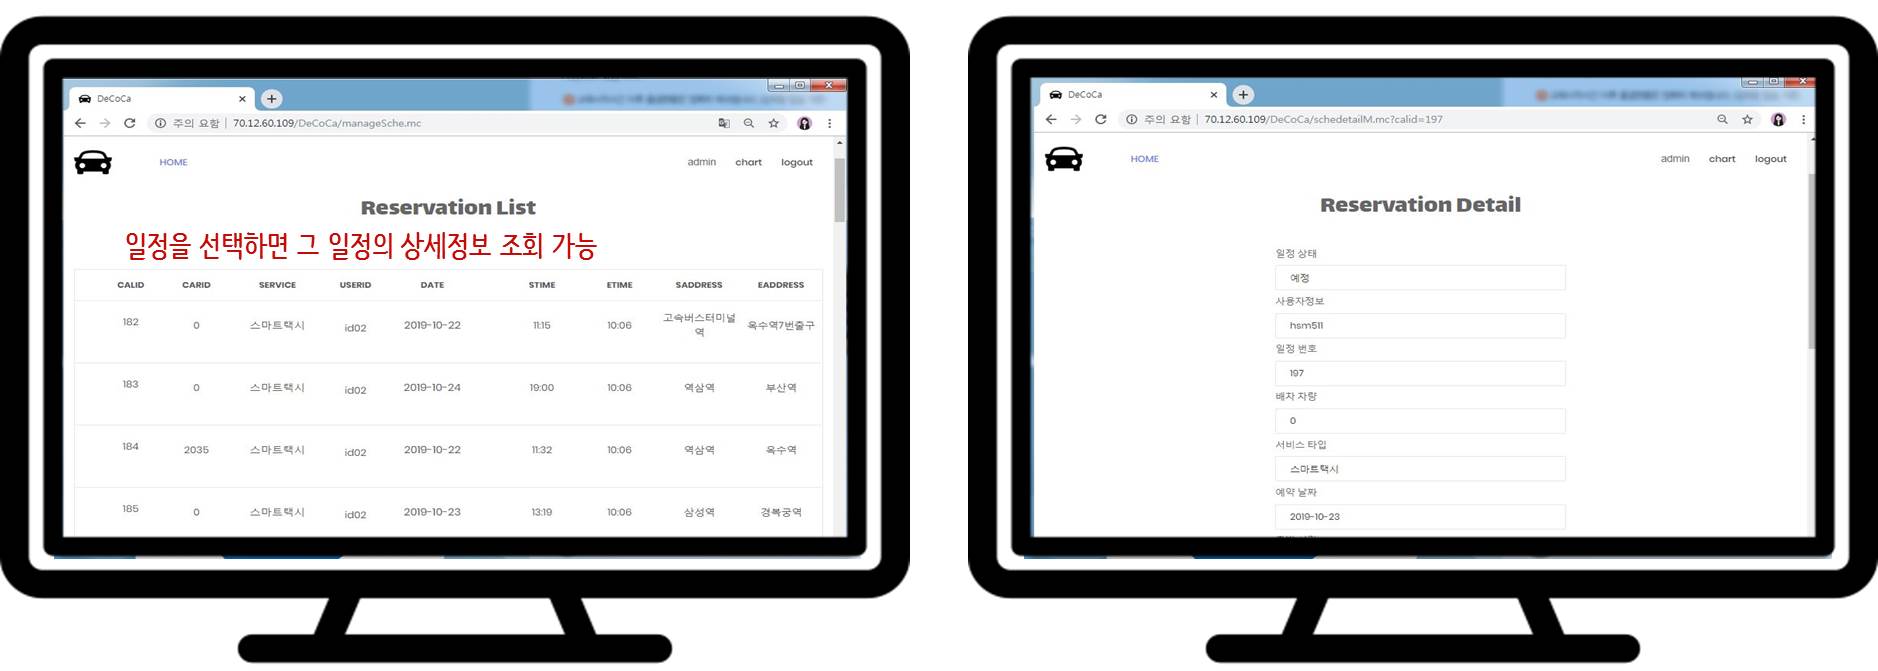 DeCoCa
주의 요함 | 70.12.60.109/DeCoCa/manageSche.mc
HOME admin chart logout
Reservation List
일정을 선택하면 그 일정의 상세정보 조회 가능
CALID CARID SERVICE USERID DATE STIME ETIME SADDRESS EADDRESS
182 0 스마트택시 id02 2019-10-22 11:15 10:06 고속버스터미널역 옥수역7번출구
183 0 스마트택시 id02 2019-10-24 19:00 10:06 역삼역 부산역
184 2035 스마트택시 id02 2019-10-22 11:32 10:06 역삼역 옥수역
185 0 스마트택시 id02 2019-10-23 13:19 10:06 삼성역 경복궁역
DeCoCa
주의 요함 | 70.12.60.109/DeCoCa/schedetailM.mc?calid=197
HOME admin chart logout
Reservation Detail
일정 상태
예정
사용자정보
hsm511
일정 번호
197
배차 차량
0
서비스 타입
스마트택시
예약 날짜
2019-10-23